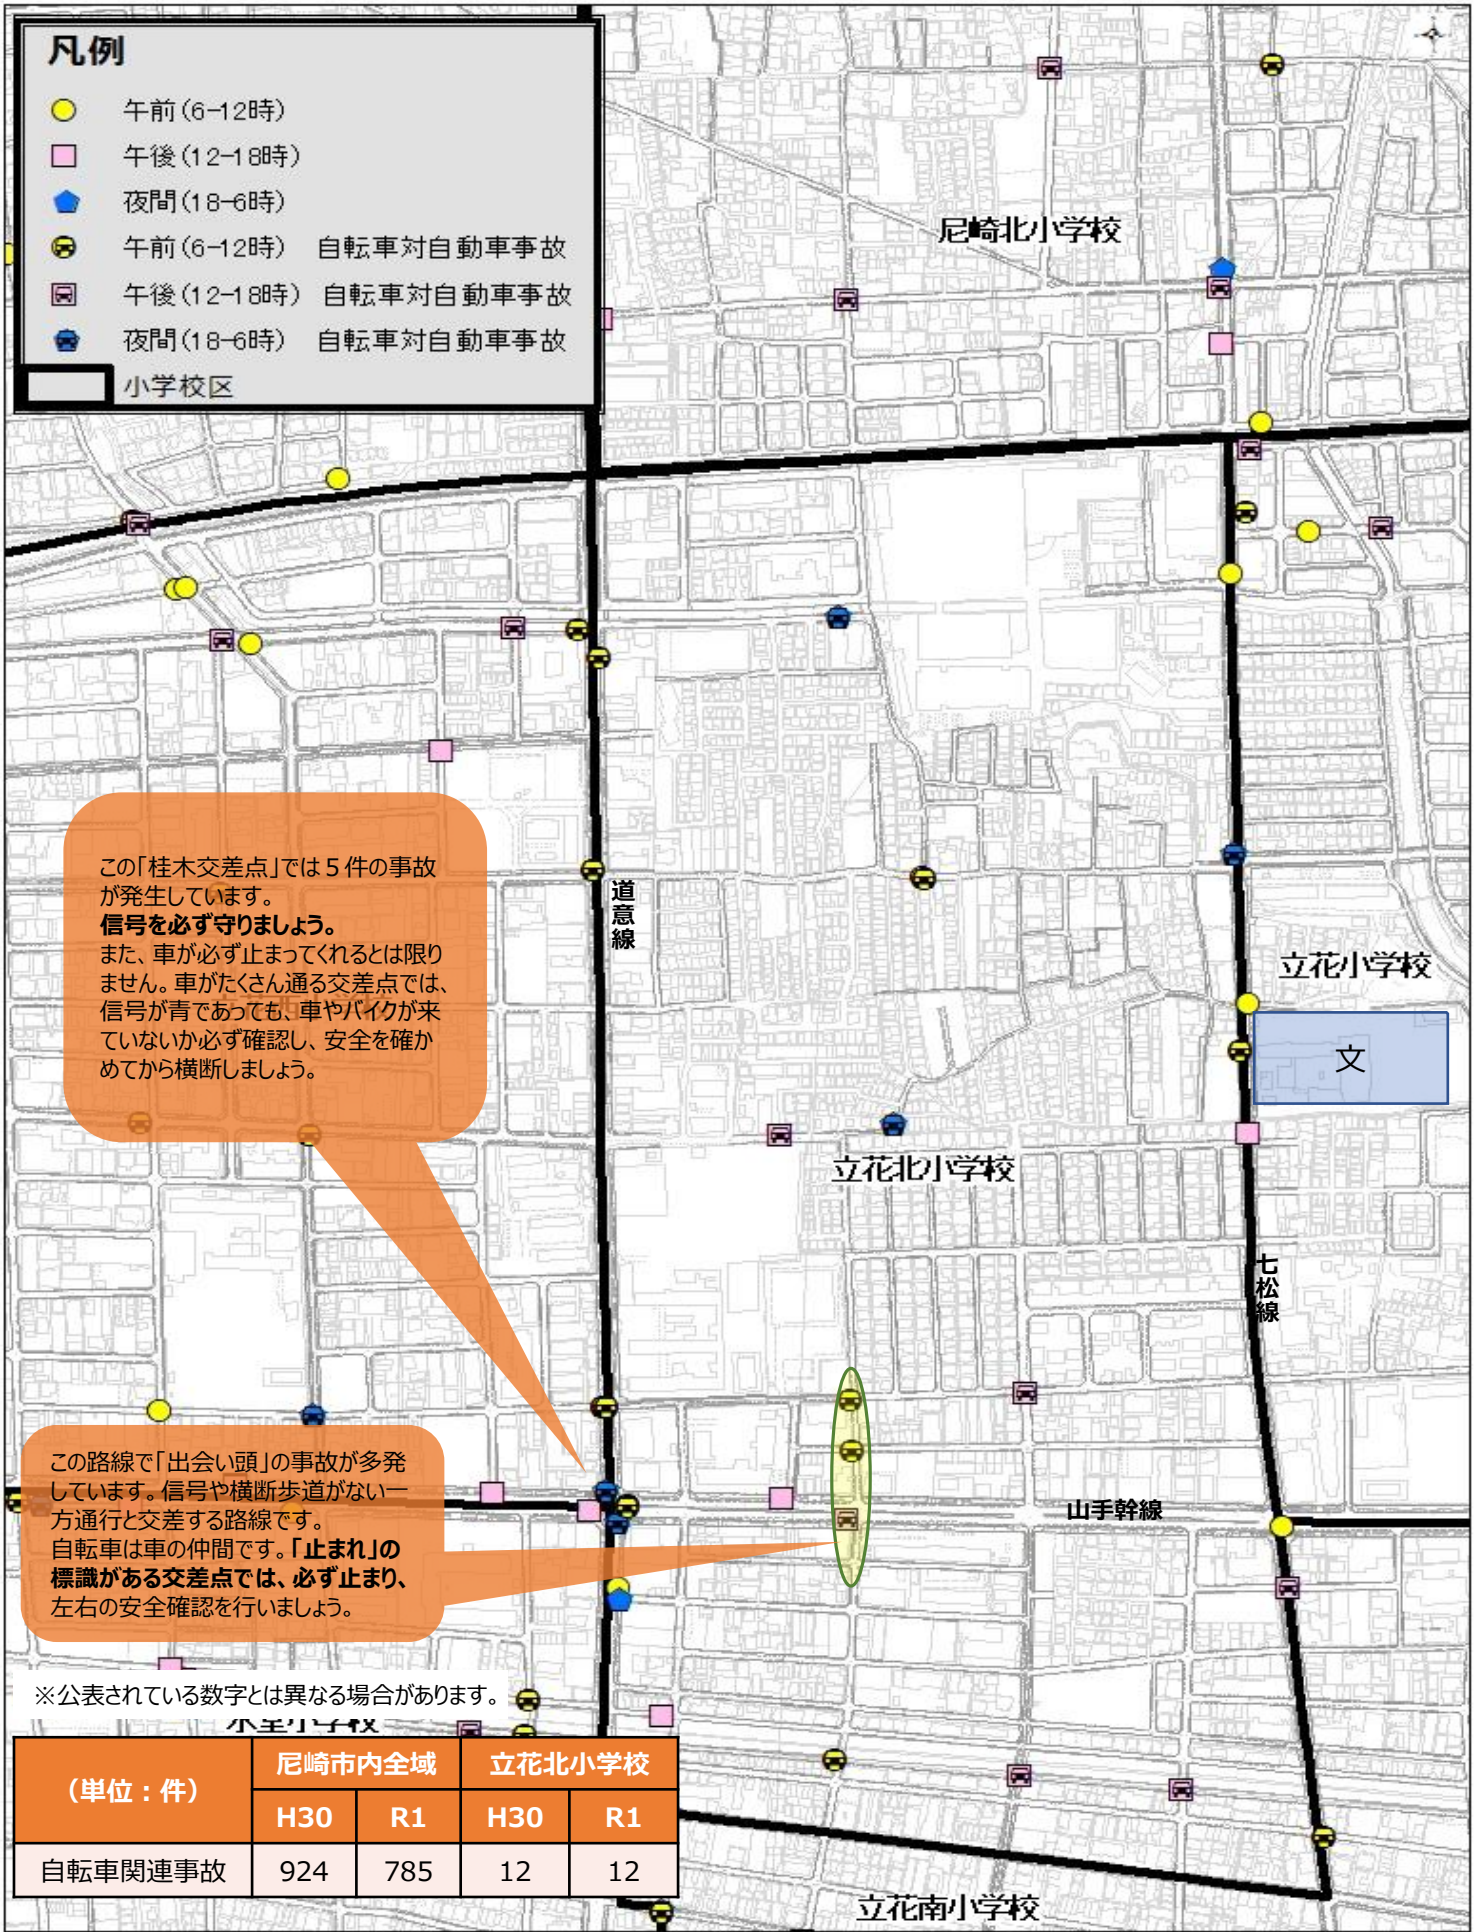 凡例
午前(6-12時)
午後(12-18時)
夜間(18-6時)
午前(6-12時) 自転車対自動車事故
午後(12-18時) 自転車対自動車事故
夜間(18-6時) 自転車対自動車事故
小学校区
尼崎北小学校
この「桂木交差点」では5件の事故
が発生しています。
信号を必ず守りましょう。
また、車が必ず止まってくれるとは限り
ません。車がたくさん通る交差点では、
信号が青であっても、車やバイクが来
ていないか必ず確認し、安全を確か
めてから横断しましょう。
道意線
立花小学校
文
立花北小学校
七松線
この路線で「出会い頭」の事故が多発
しています。信号や横断歩道がない一
方通行と交差する路線です。
自転車は車の仲間です。「止まれ」の
標識がある交差点では、必ず止まり、
左右の安全確認を行いましょう。
山手幹線
※公表されている数字とは異なる場合があります。
(単位:件) 尼崎市内全域 立花北小学校
H30 R1 H30 R1
自転車関連事故 924 785 12 12
立花南小学校